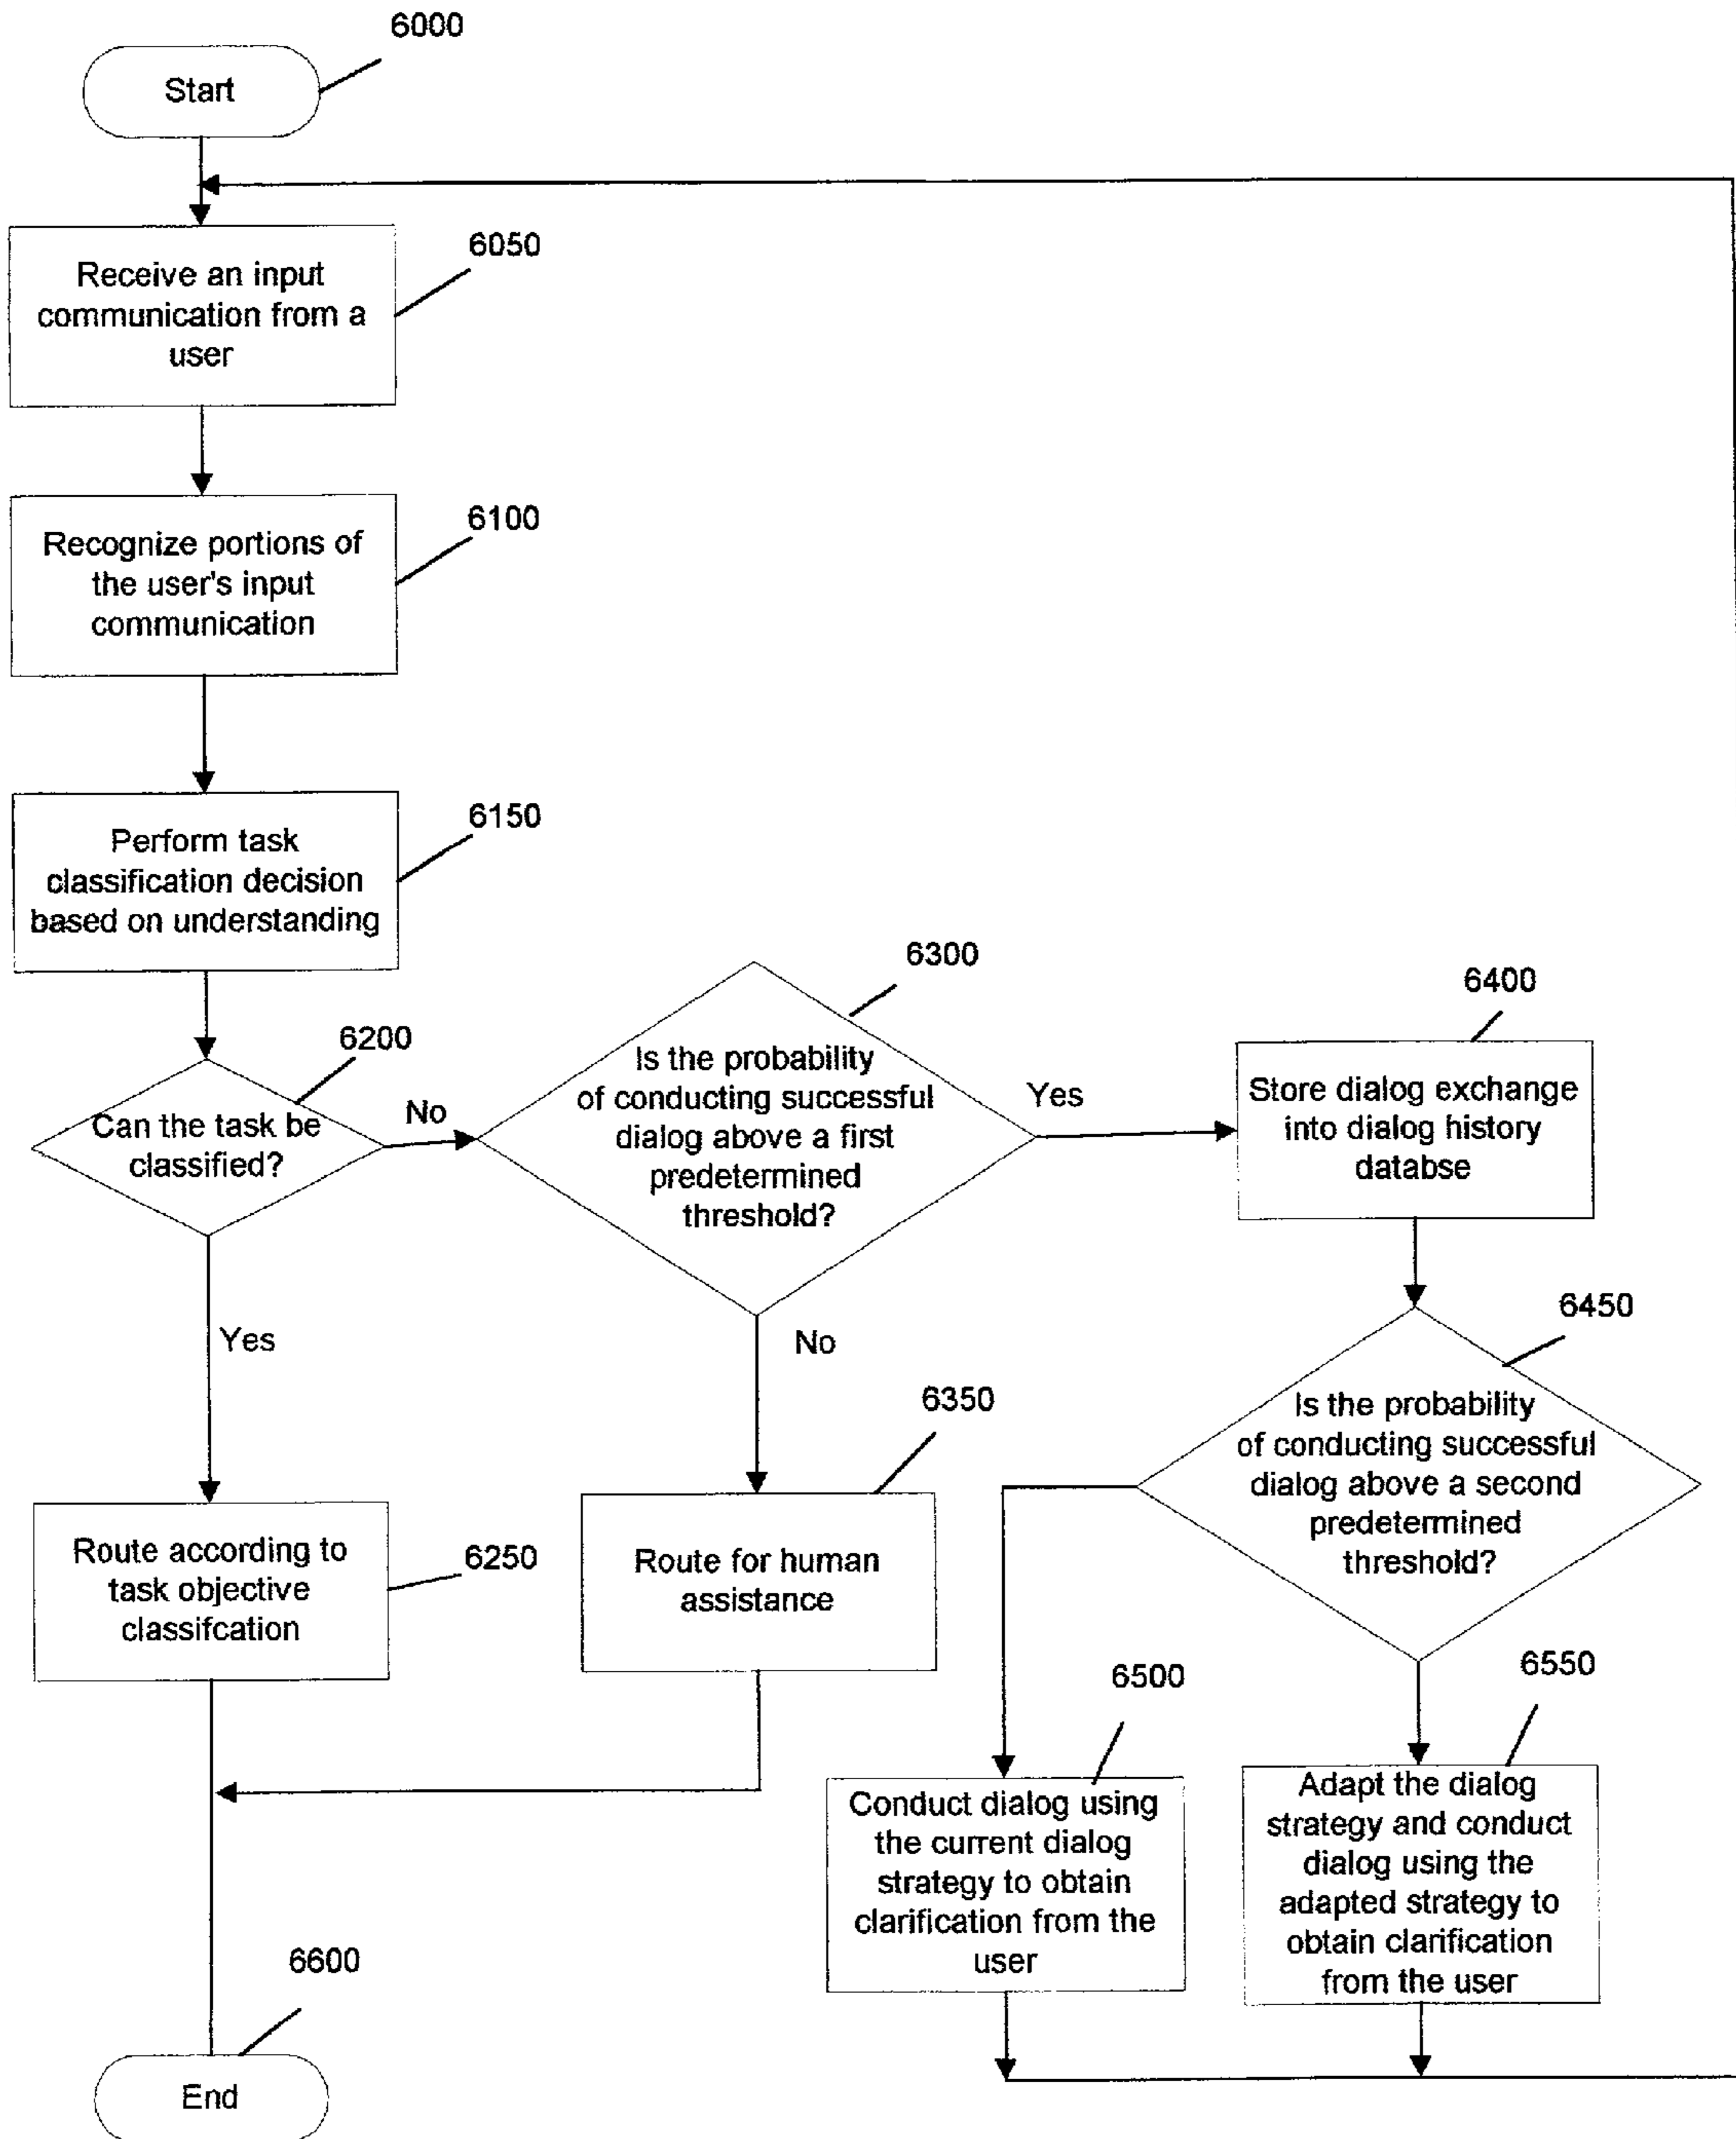 6000
Start
6050
Receive an input
communication from a
user
6100
Recognize portions of
the user's input
communication
6150
Perform task
classification decision
based on understanding
6200
Can the task be
classified?
No
Yes
6300
Is the probability
of conducting successful
dialog above a first
predetermined
threshold?
Yes
No
6400
Store dialog exchange
into dialog history
databse
6450
Is the probability
of conducting successful
dialog above a second
predetermined
threshold?
6250
Route according to
task objective
classifcation
6350
Route for human
assistance
6500
Conduct dialog using
the current dialog
strategy to obtain
clarification from the
user
6550
Adapt the dialog
strategy and conduct
dialog using the
adapted strategy to
obtain clarification
from the user
6600
End